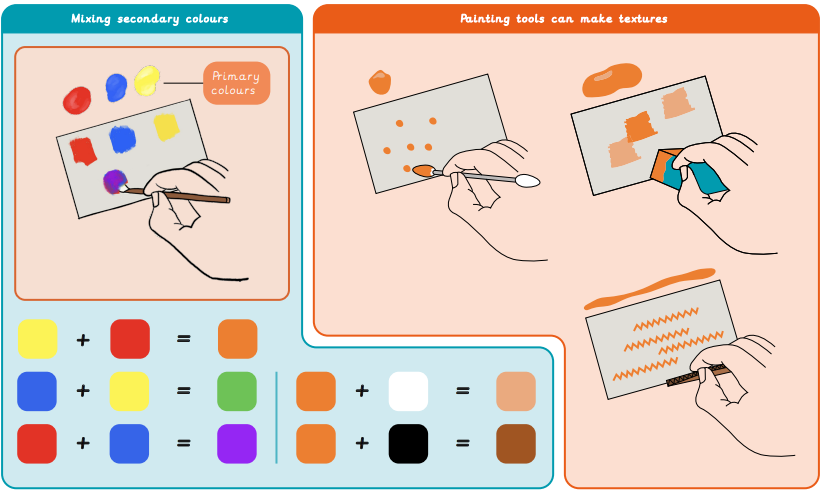 Mixing secondary colours
Painting tools can make textures
Primary
colours
+ =
+ =
+ =
+ =
+ =